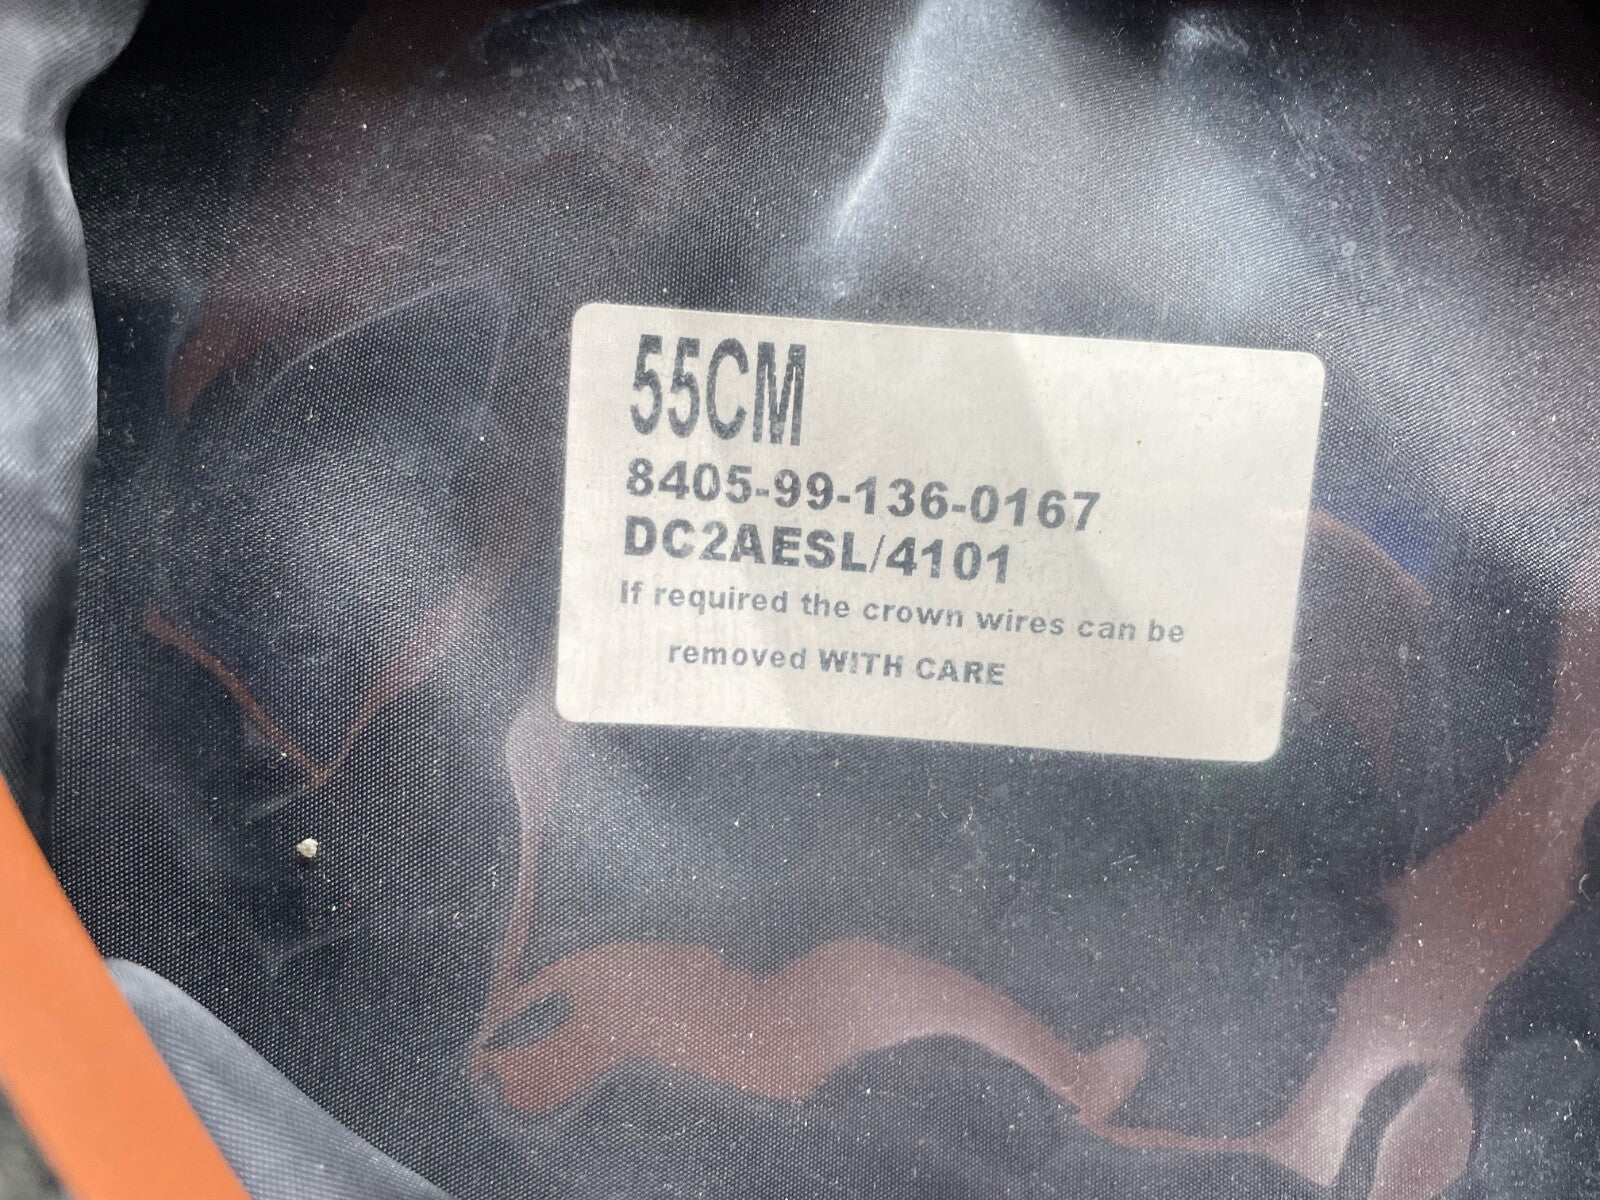 55CM
8405-99-136-0167
DC2AESL/4101
If required the crown wires can be
removed WITH CARE